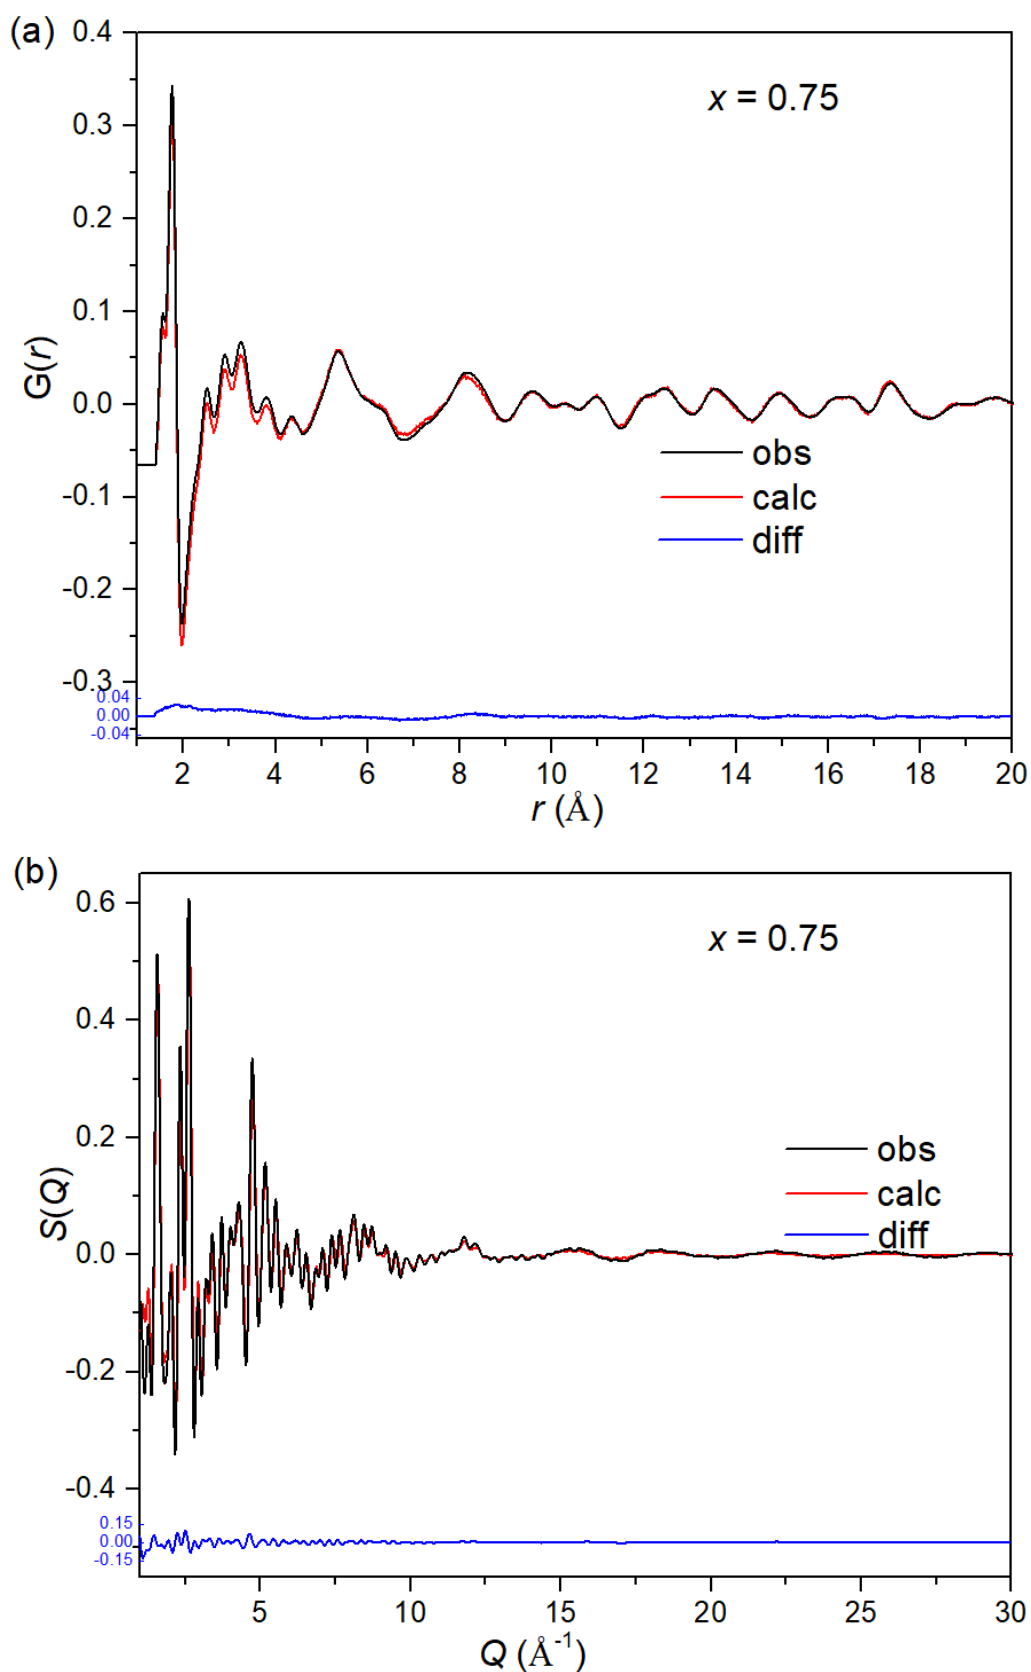 (a)
0.4
x = 0.75
0.3
0.2
G(r)
0.1
0.0
obs
-0.1
calc
diff
-0.2
-0.3
0.04
0.00
-0.04
2 4 6 8 10 12 14 16 18 20
r (Å)
(b)
0.6
x = 0.75
0.4
S(Q)
0.2
obs
calc
0.0
diff
-0.2
-0.4
0.15
0.00
-0.15
5 10 15 20 25 30
Q (Å-1)